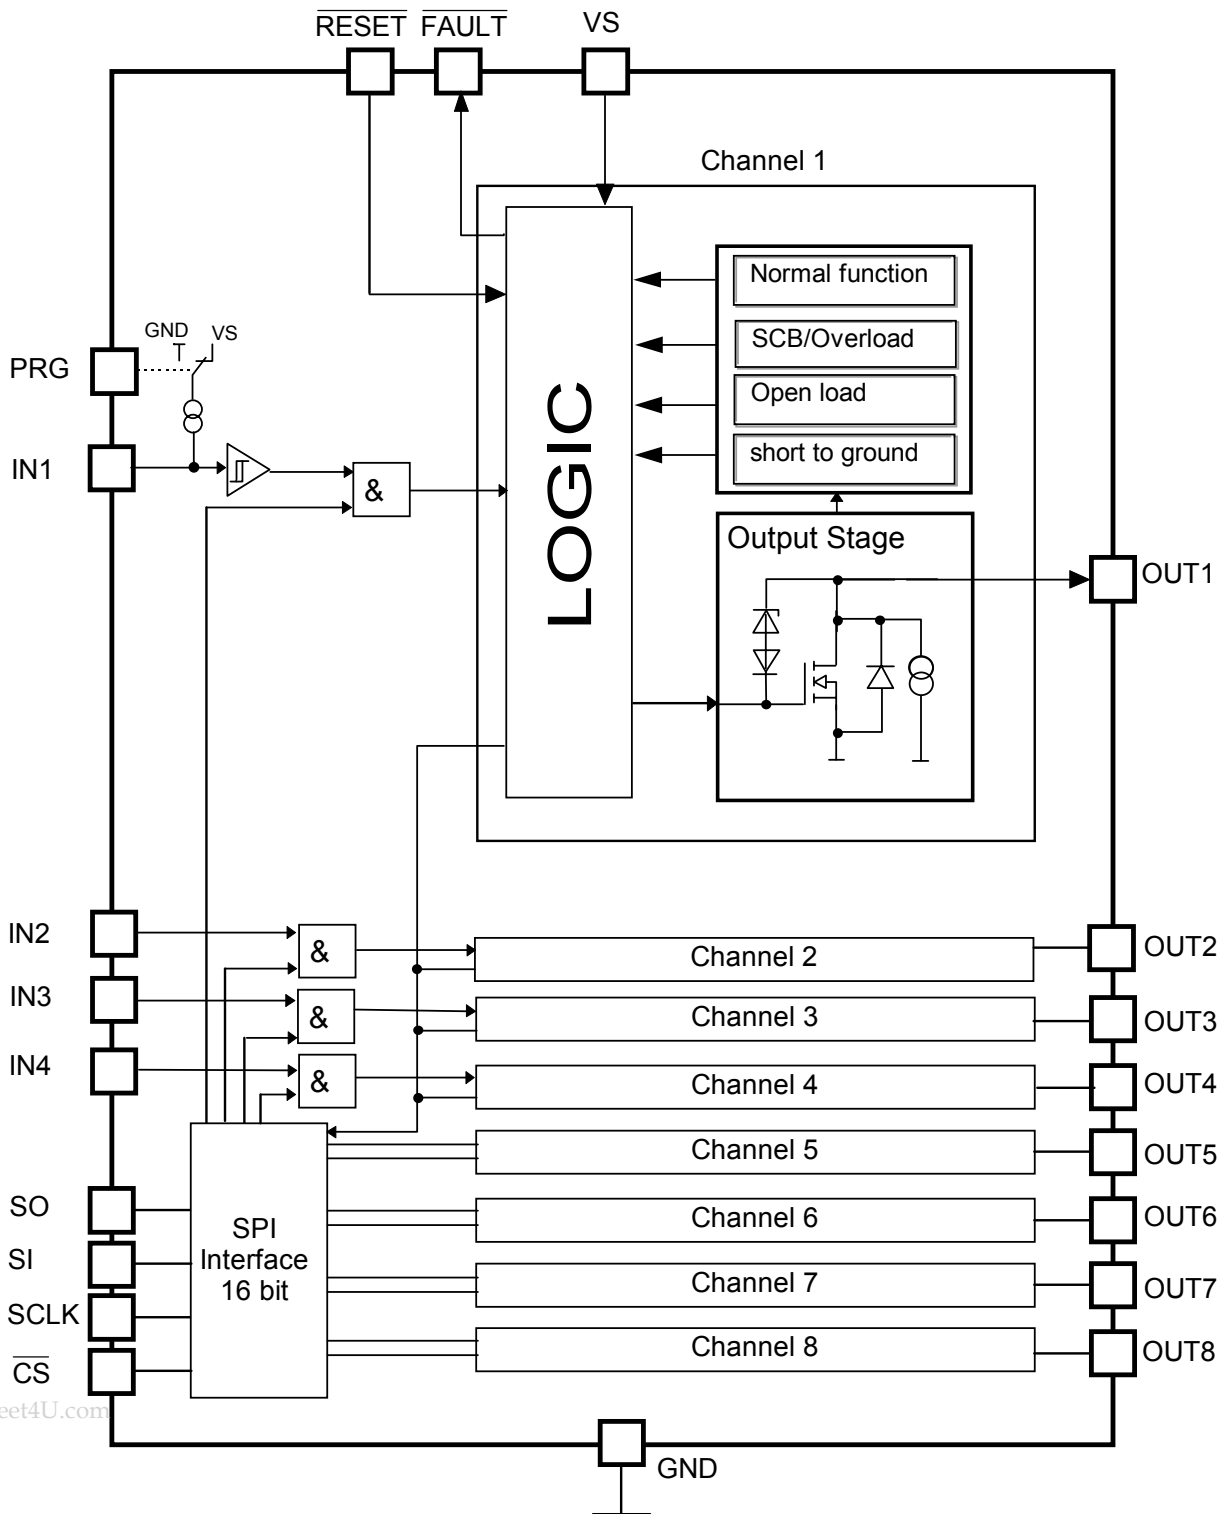 RESET FAULT VS
Channel 1
Normal function
SCB/Overload
Open load
short to ground
GND VS
PRG
IN1
&
LOGIC
Output Stage
OUT1
IN2
&
Channel 2
OUT2
IN3
&
Channel 3
OUT3
IN4
&
Channel 4
OUT4
Channel 5
OUT5
SO
SPI
Interface
16 bit
Channel 6
OUT6
SI
Channel 7
OUT7
SCLK
Channel 8
OUT8
CS
eet4U.com
GND